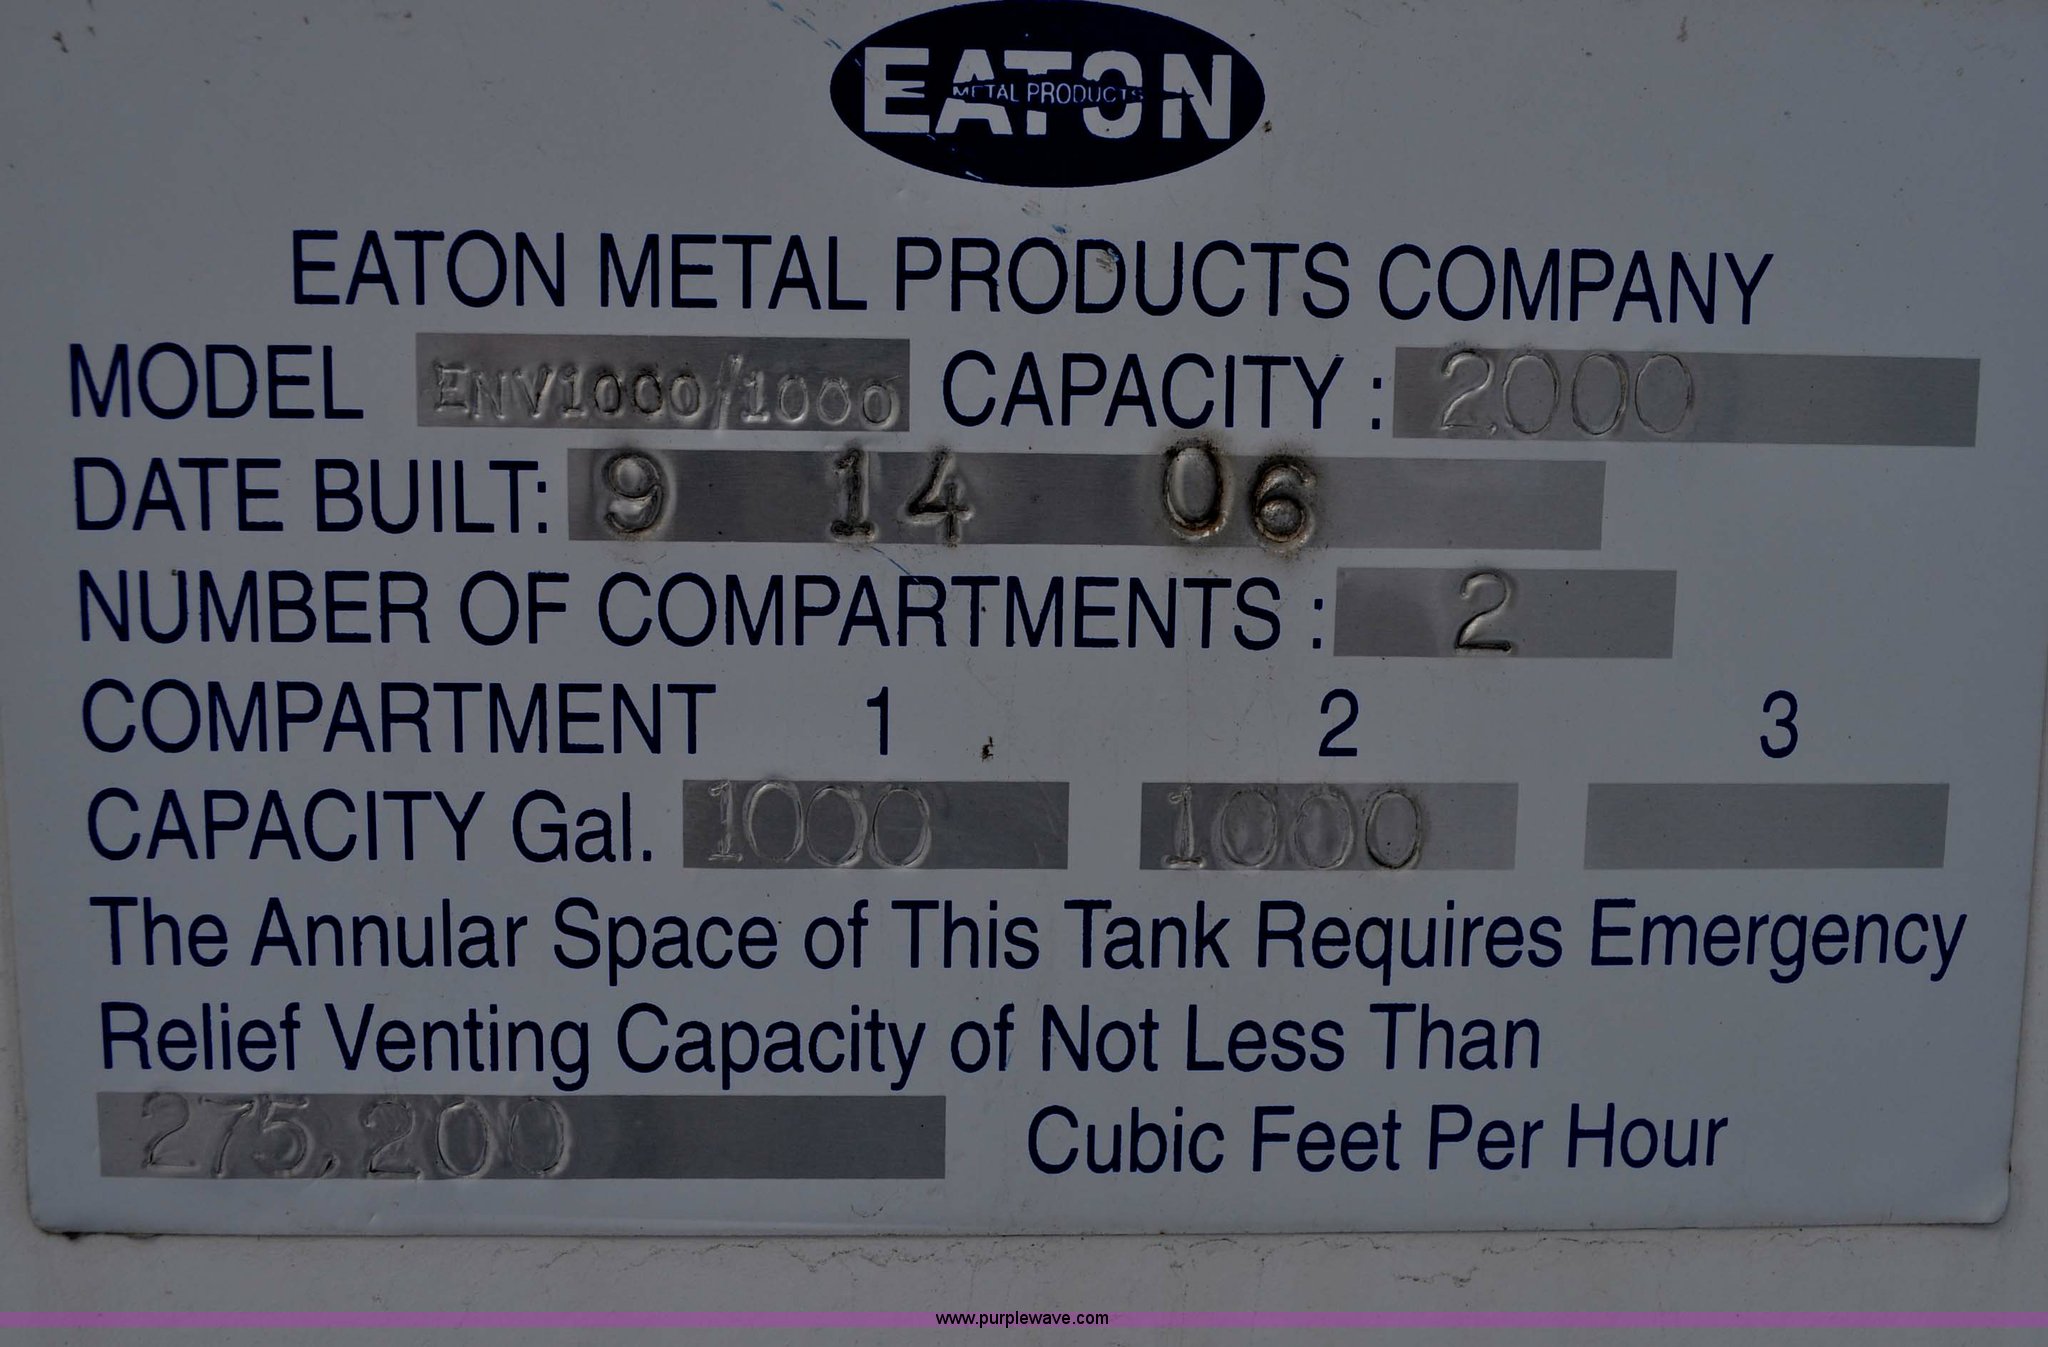 EATON
METAL PRODUCTS
EATON METAL PRODUCTS COMPANY
MODEL ENV1000/1000 CAPACITY : 2,000
DATE BUILT: 9 14 06
NUMBER OF COMPARTMENTS : 2
COMPARTMENT 1 2 3
CAPACITY Gal. 1000 1000
The Annular Space of This Tank Requires Emergency
Relief Venting Capacity of Not Less Than
275,200 Cubic Feet Per Hour
www.purplewave.com